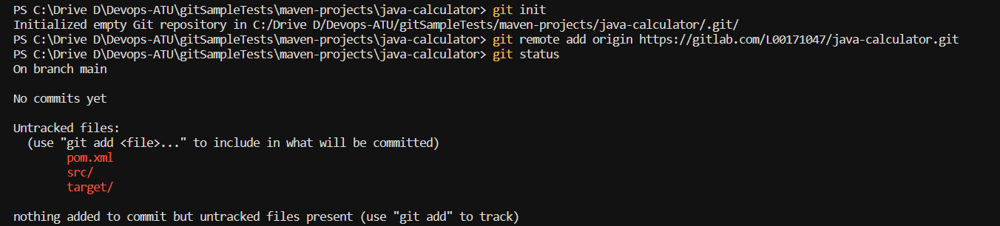 PS C:\Drive D\Devops-ATU\gitSampleTests\maven-projects\java-calculator> git init
Initialized empty Git repository in C:/Drive D/Devops-ATU/gitSampleTests/maven-projects/java-calculator/.git/
PS C:\Drive D\Devops-ATU\gitSampleTests\maven-projects\java-calculator> git remote add origin https://gitlab.com/L00171047/java-calculator.git
PS C:\Drive D\Devops-ATU\gitSampleTests\maven-projects\java-calculator> git status
On branch main
No commits yet
Untracked files:
(use "git add <file>..." to include in what will be committed)
pom.xml
src/
target/
nothing added to commit but untracked files present (use "git add" to track)